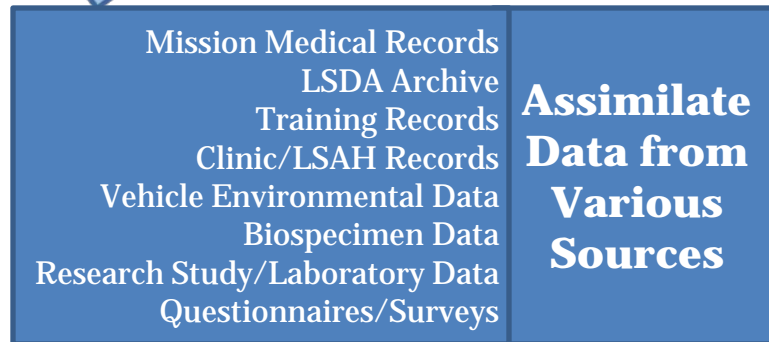 Mission Medical Records
LSDA Archive
Training Records
Clinic/LSAH Records
Vehicle Environmental Data
Biospecimen Data
Research Study/Laboratory Data
Questionnaires/Surveys
Assimilate
Data from
Various
Sources